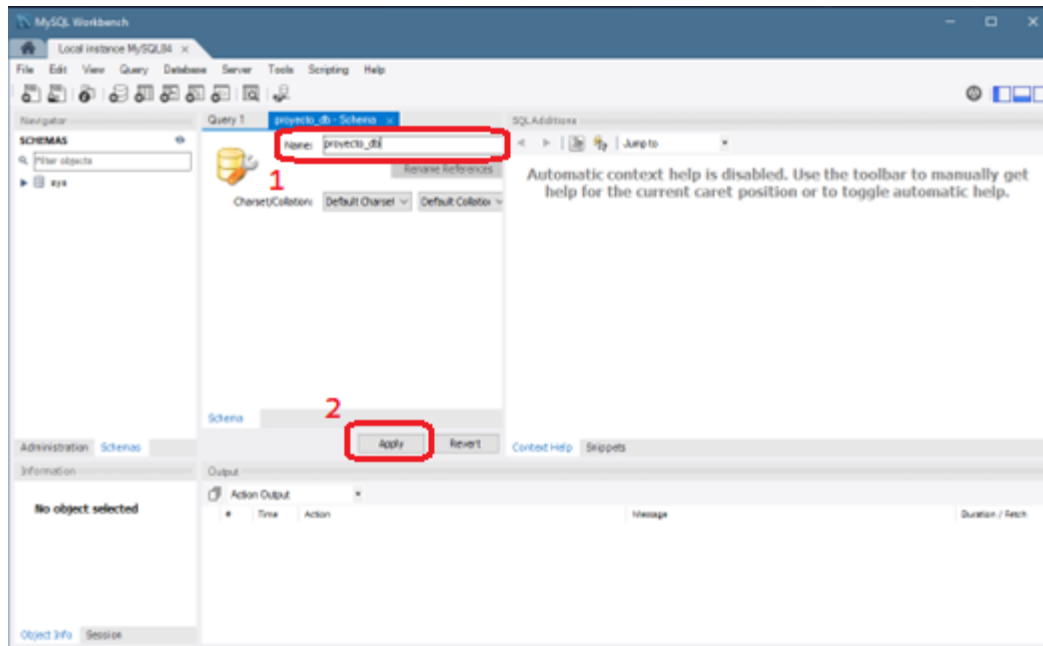 MySQL Workbench
Local instance MySQL84 ×
File Edit View Query Database Server Tools Scripting Help
Navigator
SCHEMAS
Filter objects
sys
Query 1
proyecto_db - Schema ×
Name: proyecto_db
Rename References
1
Charset/Collation: Default Charset Default Collation
SQL Additions
Jump to
Automatic context help is disabled. Use the toolbar to manually get
help for the current caret position or to toggle automatic help.
Schema
2
Apply Revert
Administration Schemas
Context Help Snippets
Information
No object selected
Output
Action Output
# Time Action Message Duration / Fetch
Object Info Session